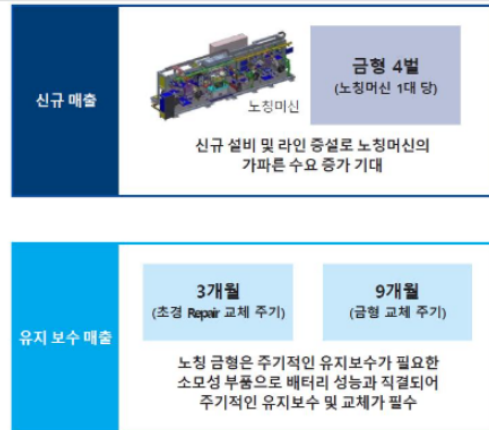 신규 매출
노칭머신
금형 4벌
(노칭머신 1대 당)
신규 설비 및 라인 증설로 노칭머신의
가파른 수요 증가 기대
유지 보수 매출
3개월
(초경 Repair 교체 주기)
9개월
(금형 교체 주기)
노칭 금형은 주기적인 유지보수가 필요한
소모성 부품으로 배터리 성능과 직결되어
주기적인 유지보수 및 교체가 필수